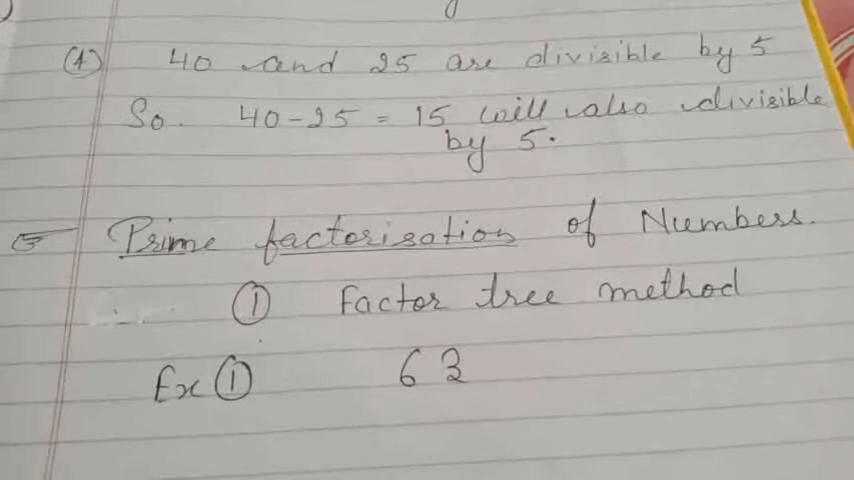 (4) 40 and 25 are divisible by 5
So. 40-25 = 15 will also divisible
by 5.
Prime factorisation of Numbers.
① Factor tree method
Ex ① 63